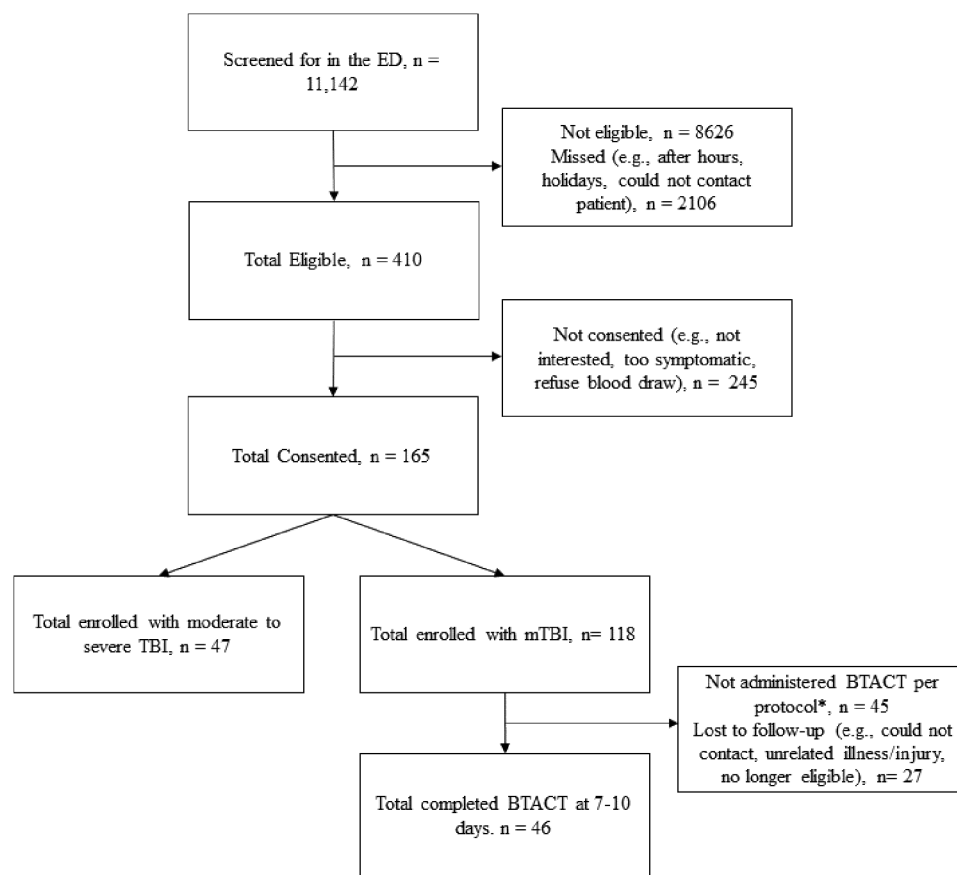 Screened for in the ED, n =
11,142
Not eligible, n = 8626
Missed (e.g., after hours,
holidays, could not contact
patient), n = 2106
Total Eligible, n = 410
Not consented (e.g., not
interested, too symptomatic,
refuse blood draw), n = 245
Total Consented, n = 165
Total enrolled with moderate to
severe TBI, n = 47
Total enrolled with mTBI, n= 118
Not administered BTACT per
protocol*, n = 45
Lost to follow-up (e.g., could not
contact, unrelated illness/injury,
no longer eligible), n= 27
Total completed BTACT at 7-10
days. n = 46